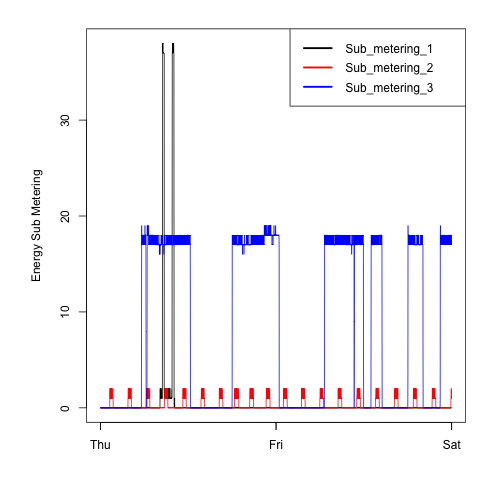 Sub_metering_1
Sub_metering_2
Sub_metering_3
Energy Sub Metering
30
20
10
0
Thu Fri Sat